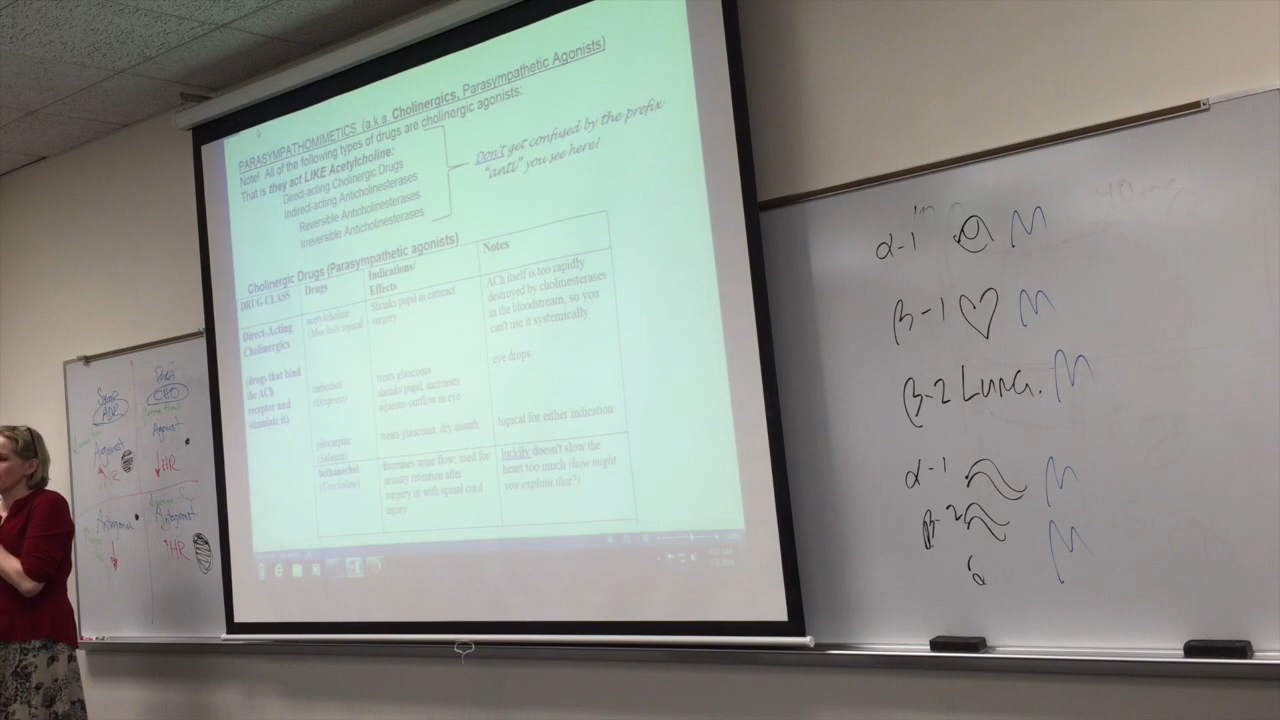 PARASYMPATHOMIMETICS (a.k.a. Cholinergics, Parasympathetic Agonists)
Note! All of the following types of drugs are cholinergic agonists:
That is they act LIKE Acetylcholine:
Direct-acting Cholinergic Drugs
Indirect-acting Anticholinesterases
Reversible Anticholinesterases
Irreversible Anticholinesterases
Don't get confused by the prefix
"anti" you see here!
Cholinergic Drugs (Parasympathetic agonists)
DRUG CLASS
Drugs
Indications/
Effects
Notes
Direct-Acting
Cholinergics
(drugs that bind
the ACh
receptor and
stimulate it)
acetylcholine
(Miochol) topical
Shrinks pupil in cataract
surgery
ACh itself is too rapidly
destroyed by cholinesterases
in the bloodstream, so you
can't use it systemically
carbachol
treats glaucoma
shrinks pupil, increases
aqueous outflow in eye
eye drops
pilocarpine
(Salagen)
treats glaucoma, dry mouth
topical for either indication
bethanechol
(Urecholine)
increases urine flow; used for
urinary retention after
surgery or with spinal cord
injury
luckily doesn't slow the
heart too much (how might
you explain that?)
α-1 M
β-1 M
β-2 Lung. M
α-1 M
β-2 M
Agonist
HR
Agonist
↓HR
Antagonist
↓
Antagonist
↑HR